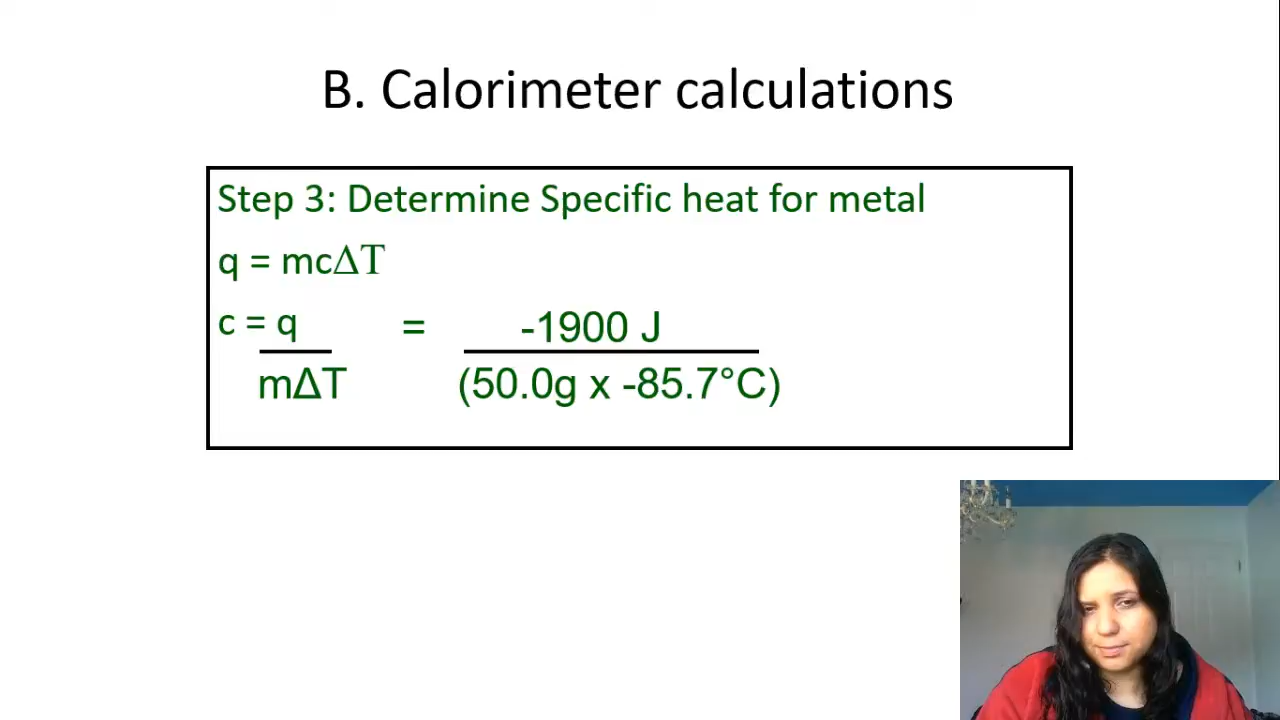 B. Calorimeter calculations
Step 3: Determine Specific heat for metal
q = mcΔT
c = q = -1900 J
mΔT (50.0g x -85.7°C)